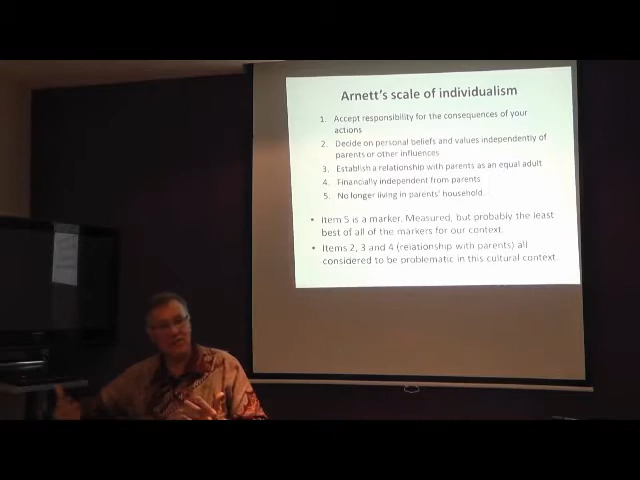 Arnett's scale of individualism
1. Accept responsibility for the consequences of your
actions
2. Decide on personal beliefs and values independently of
parents or other influences
3. Establish a relationship with parents as an equal adult
4. Financially independent from parents
5. No longer living in parents' household.
• Item 5 is a marker. Measured, but probably the least
best of all of the markers for our context.
• Items 2, 3 and 4 (relationship with parents) all
considered to be problematic in this cultural context.